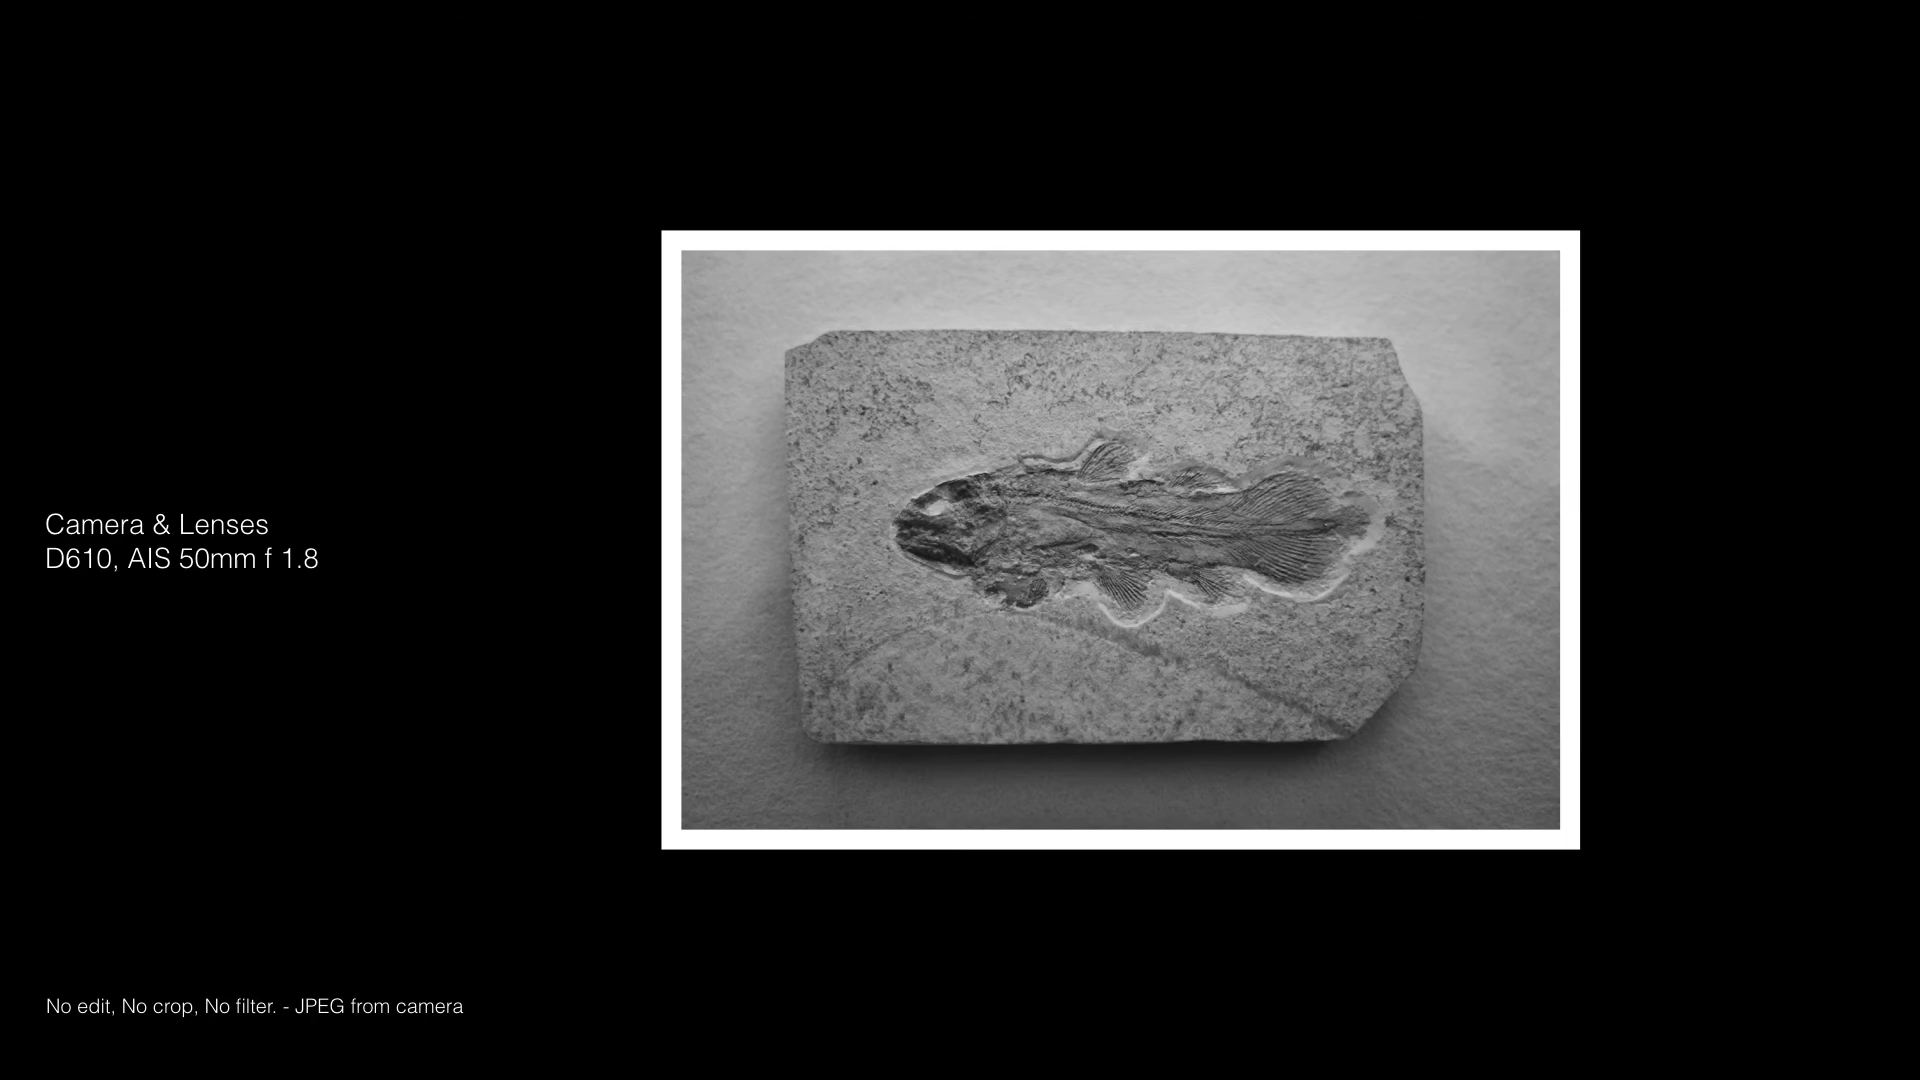 Camera & Lenses
D610, AIS 50mm f 1.8
No edit, No crop, No filter. - JPEG from camera